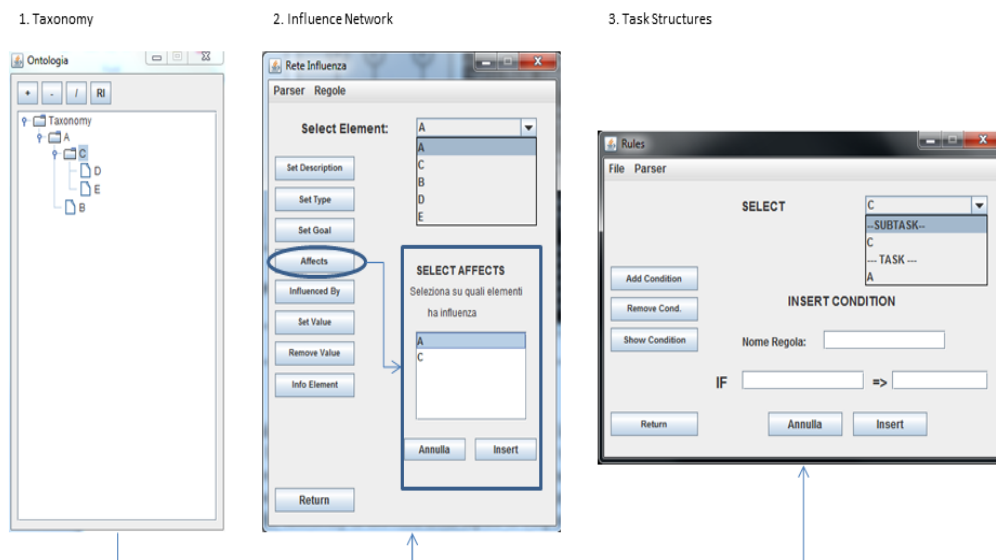 1. Taxonomy
2. Influence Network
3. Task Structures
Ontologia
+ - / RI
Taxonomy
A
C
D
E
B
Rete Influenza
Parser Regole
Select Element: A
A
C
B
D
E
Set Description
Set Type
Set Goal
Affects
Influenced By
Set Value
Remove Value
Info Element
Return
SELECT AFFECTS
Seleziona su quali elementi
ha influenza
A
C
Annulla Insert
Rules
File Parser
SELECT C
--SUBTASK--
C
--- TASK ---
A
Add Condition
Remove Cond.
Show Condition
Return
INSERT CONDITION
Nome Regola:
IF =>
Annulla Insert